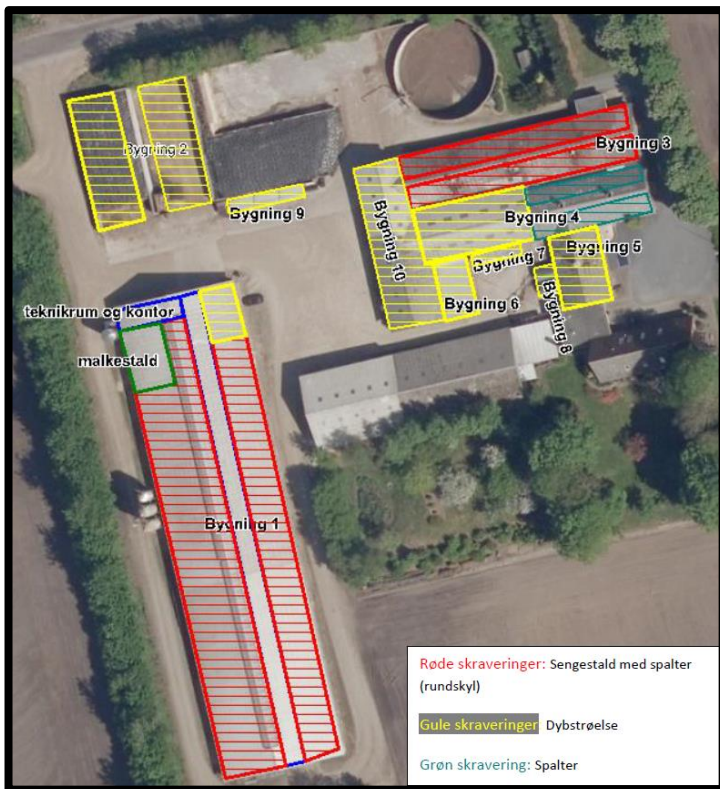 Bygning 2
Bygning 3
Bygning 9
Bygning 4
Bygning 10
Bygning 5
Bygning 7
Bygning 6
Bygning 8
teknikrum og kontor
malkestald
Bygning 1
Røde skraveringer: Sengestald med spalter
(rundskyl)
Gule skraveringer Dybstrøelse
Grøn skravering: Spalter